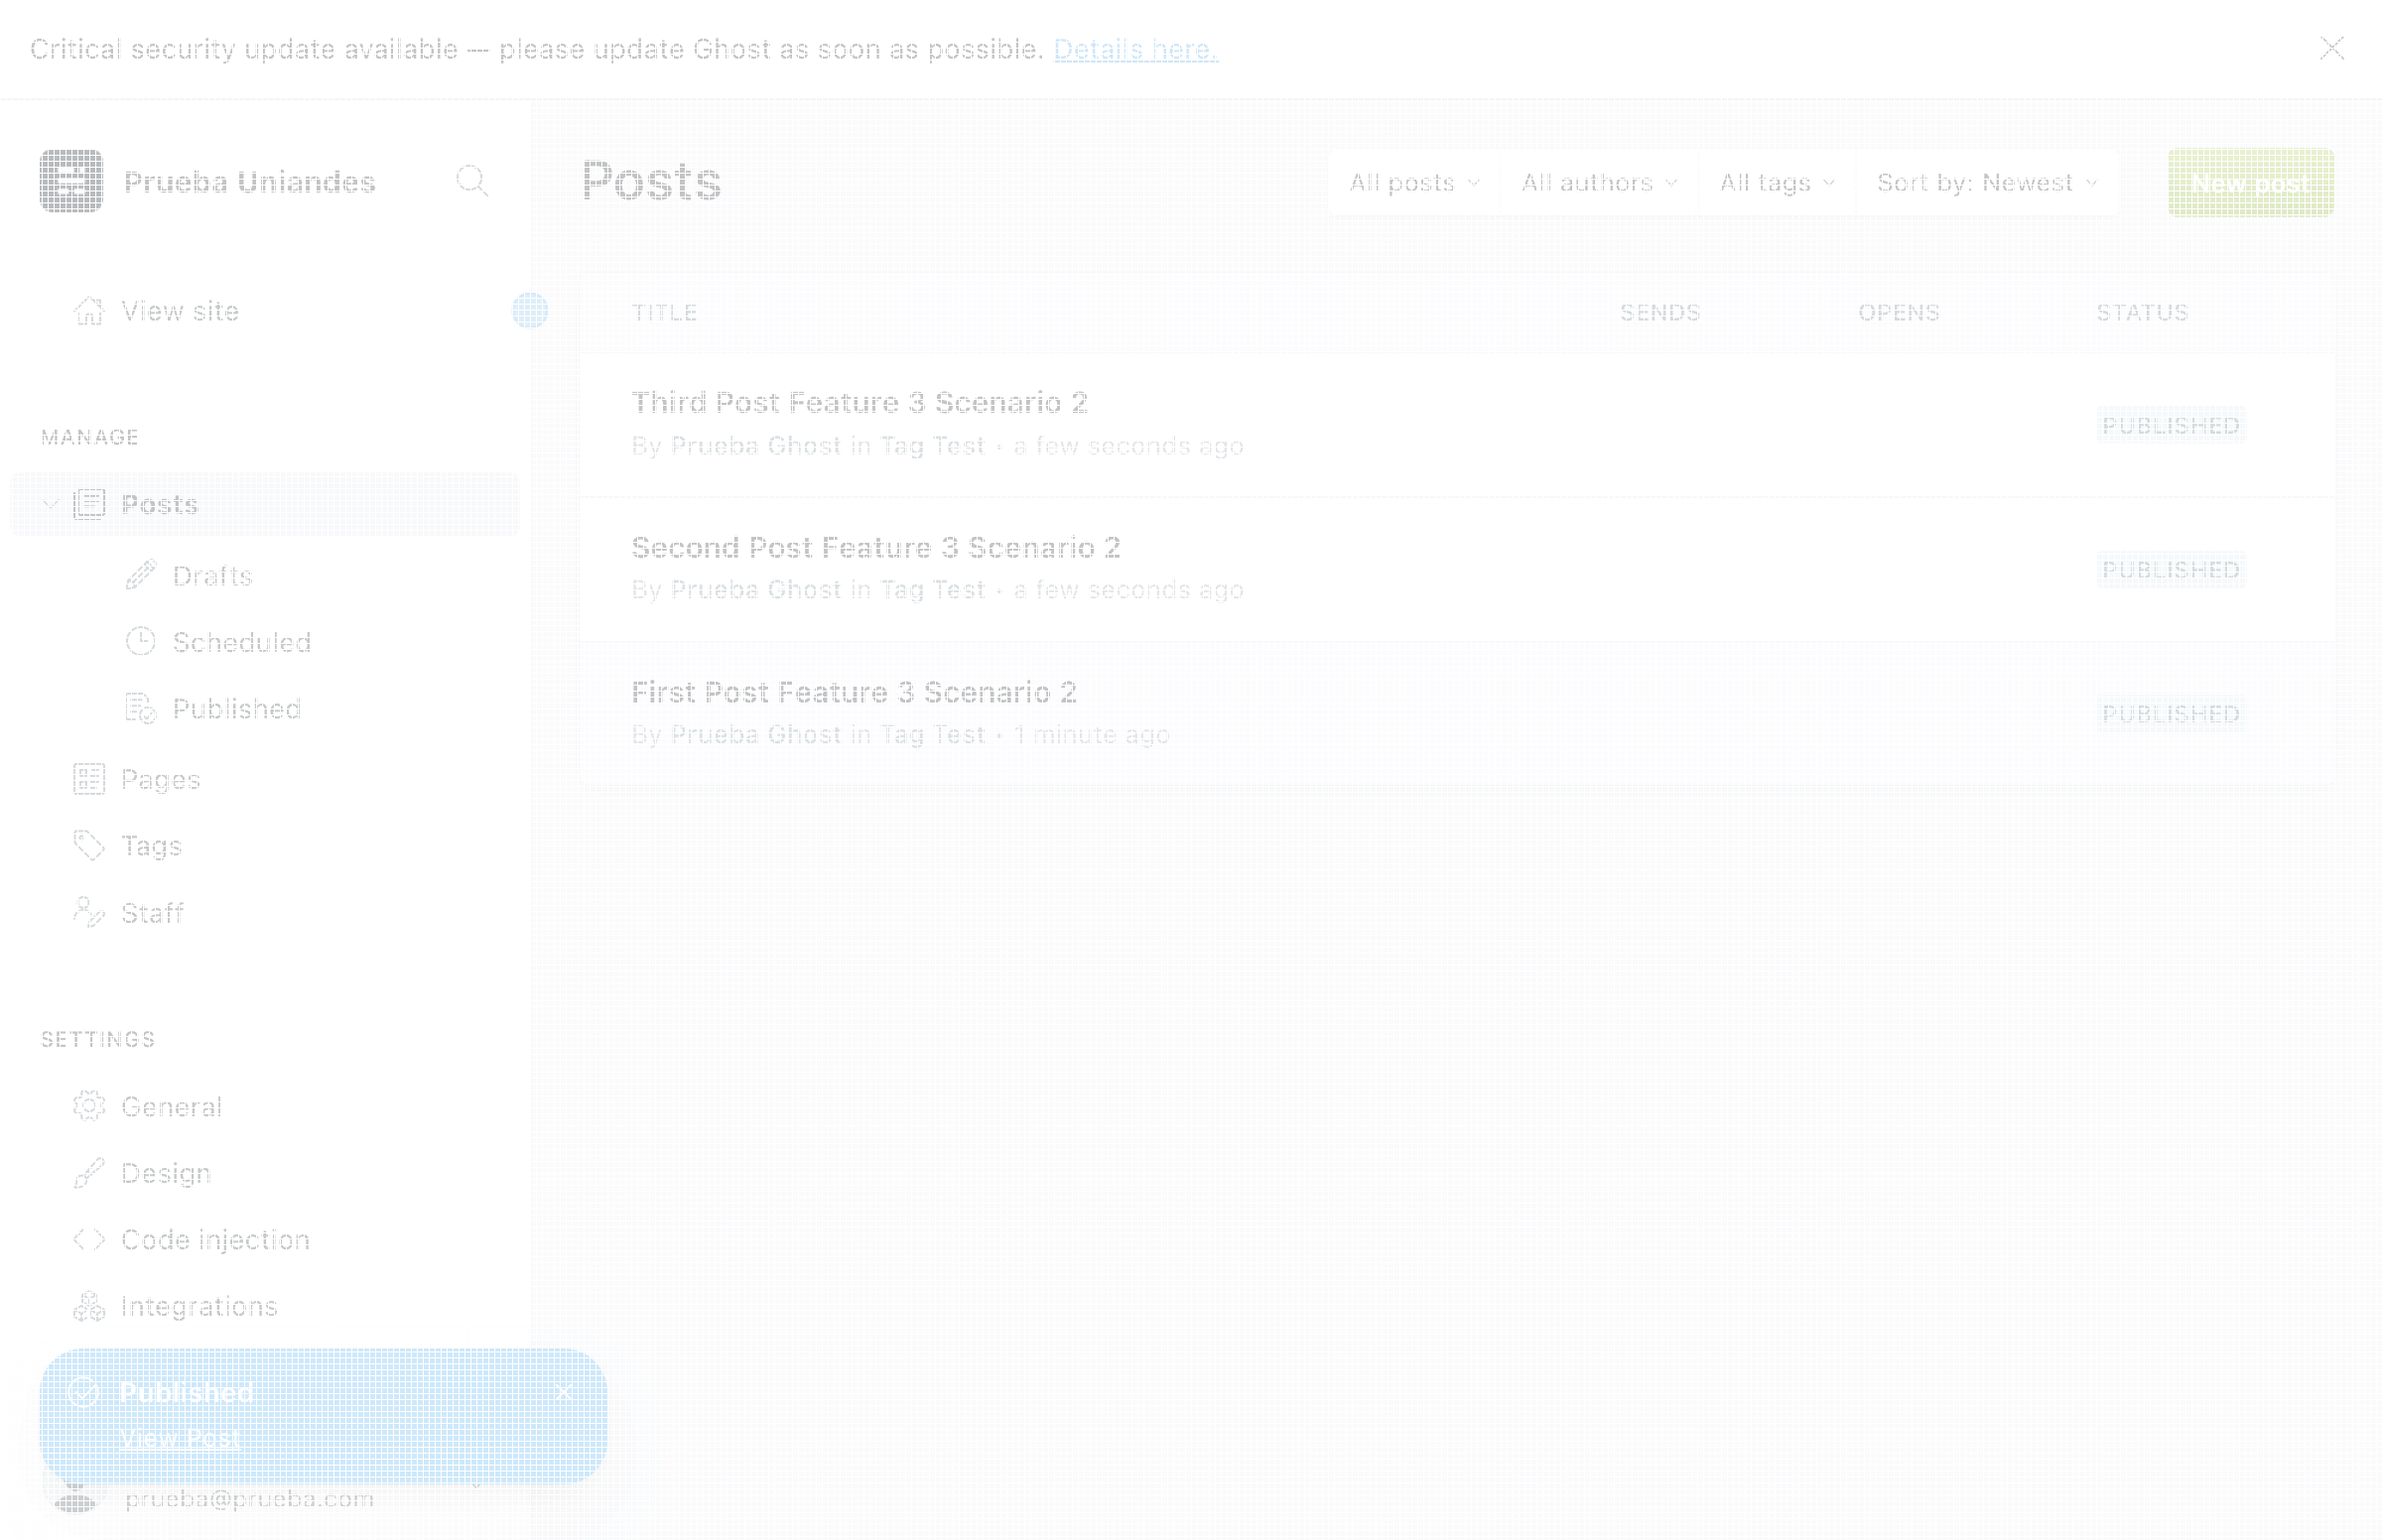 Critical security update available — please update Ghost as soon as possible. Details here.
Prueba Uniandes
View site
MANAGE
Posts
Drafts
Scheduled
Published
Pages
Tags
Staff
SETTINGS
General
Design
Code injection
Integrations
Published
View Post
prueba@prueba.com
Posts
All posts
All authors
All tags
Sort by: Newest
New post
TITLE SENDS OPENS STATUS
Third Post Feature 3 Scenario 2
By Prueba Ghost in Tag Test • a few seconds ago
PUBLISHED
Second Post Feature 3 Scenario 2
By Prueba Ghost in Tag Test • a few seconds ago
PUBLISHED
First Post Feature 3 Scenario 2
By Prueba Ghost in Tag Test • 1 minute ago
PUBLISHED